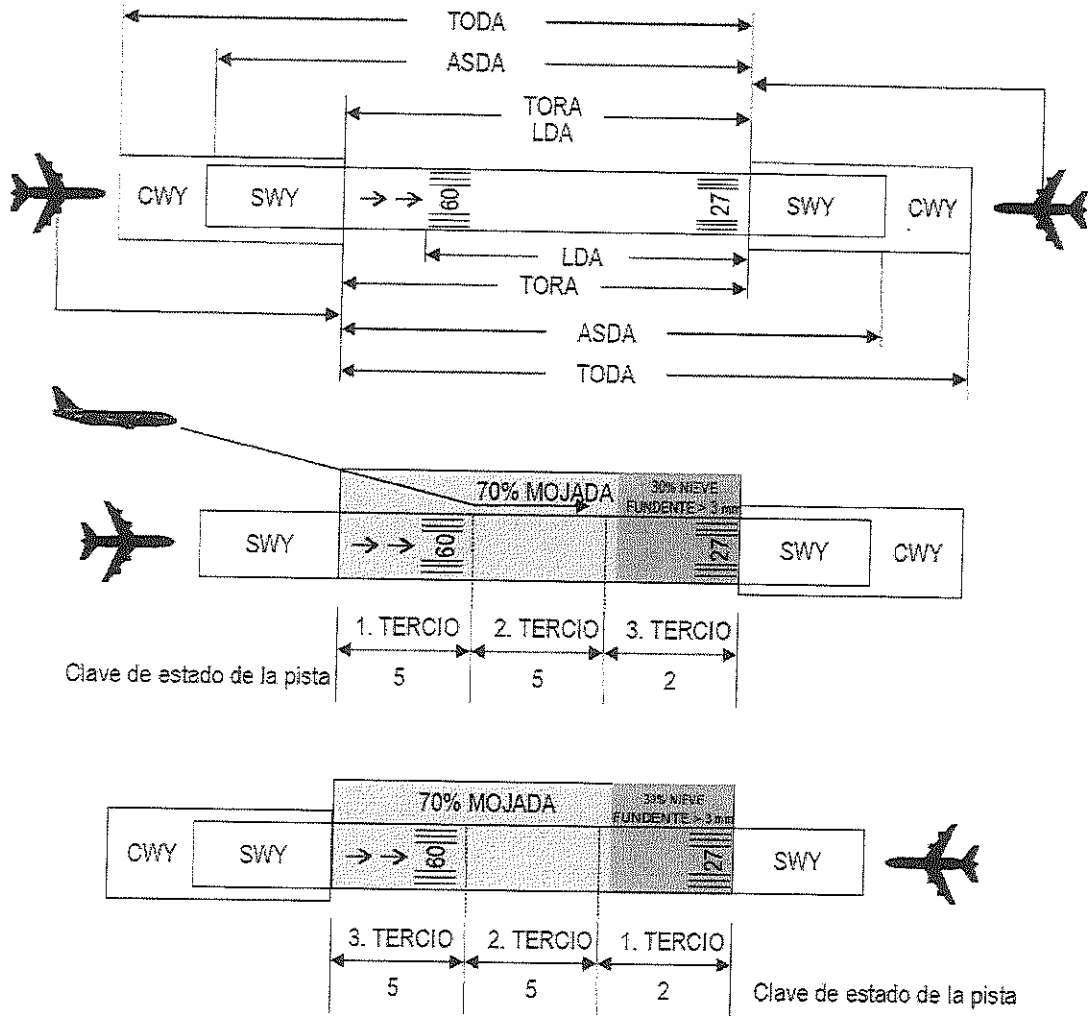 TODA
ASDA
TORA
LDA
CWY SWY 09 27 SWY CWY
LDA
TORA
ASDA
TODA
70% MOJADA
30% NIEVE
FUNDENTE > 3 mm
SWY 09 27 SWY CWY
1. TERCIO 2. TERCIO 3. TERCIO
Clave de estado de la pista 5 5 2
70% MOJADA
30% NIEVE
FUNDENTE > 3 mm
CWY SWY 09 27 SWY
3. TERCIO 2. TERCIO 1. TERCIO
5 5 2 Clave de estado de la pista